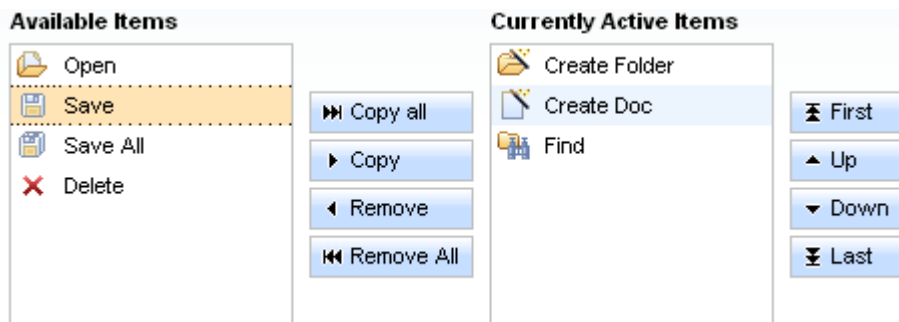 Available Items
Open
Save
Save All
Delete
Copy all
Copy
Remove
Remove All
Currently Active Items
Create Folder
Create Doc
Find
First
Up
Down
Last